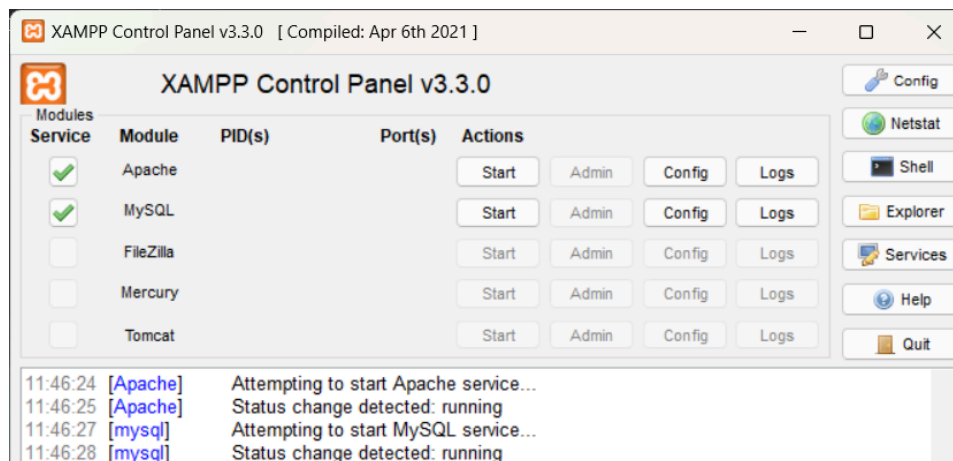 XAMPP Control Panel v3.3.0 [ Compiled: Apr 6th 2021 ]
XAMPP Control Panel v3.3.0
Config
Modules
Netstat
Service Module PID(s) Port(s) Actions
Apache Start Admin Config Logs
Shell
MySQL Start Admin Config Logs
Explorer
FileZilla Start Admin Config Logs
Services
Mercury Start Admin Config Logs
Help
Tomcat Start Admin Config Logs
Quit
11:46:24 [Apache] Attempting to start Apache service...
11:46:25 [Apache] Status change detected: running
11:46:27 [mysql] Attempting to start MySQL service...
11:46:28 [mysql] Status change detected: running